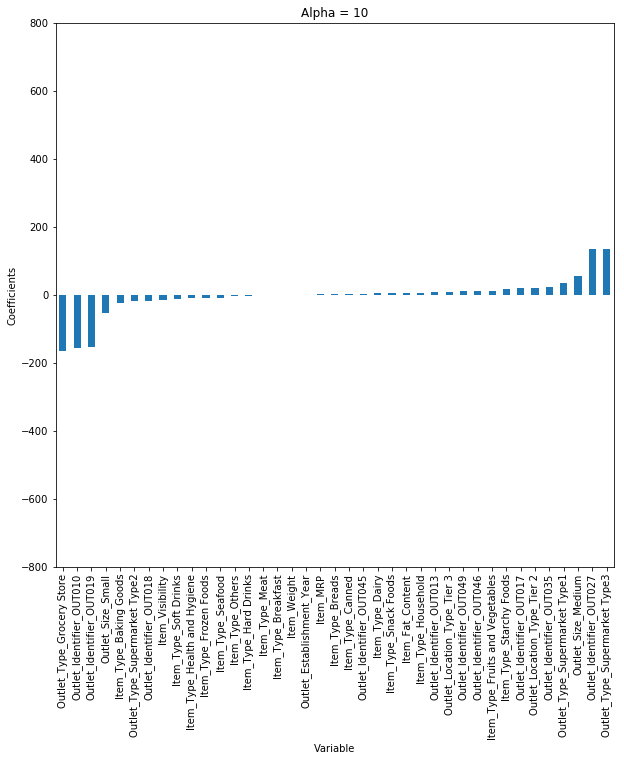 Alpha = 10
Coefficients
800
600
400
200
0
−200
−400
−600
−800
Outlet_Type_Grocery Store
Outlet_Identifier_OUT010
Outlet_Identifier_OUT019
Outlet_Size_Small
Item_Type_Baking Goods
Outlet_Type_Supermarket Type2
Outlet_Identifier_OUT018
Item_Visibility
Item_Type_Soft Drinks
Item_Type_Health and Hygiene
Item_Type_Frozen Foods
Item_Type_Seafood
Item_Type_Others
Item_Type_Hard Drinks
Item_Type_Meat
Item_Type_Breakfast
Item_Weight
Outlet_Establishment_Year
Item_MRP
Item_Type_Breads
Item_Type_Canned
Outlet_Identifier_OUT045
Item_Type_Dairy
Item_Type_Snack Foods
Item_Fat_Content
Item_Type_Household
Outlet_Identifier_OUT013
Outlet_Location_Type_Tier 3
Outlet_Identifier_OUT049
Outlet_Identifier_OUT046
Item_Type_Fruits and Vegetables
Item_Type_Starchy Foods
Outlet_Identifier_OUT017
Outlet_Location_Type_Tier 2
Outlet_Identifier_OUT035
Outlet_Type_Supermarket Type1
Outlet_Size_Medium
Outlet_Identifier_OUT027
Outlet_Type_Supermarket Type3
Variable